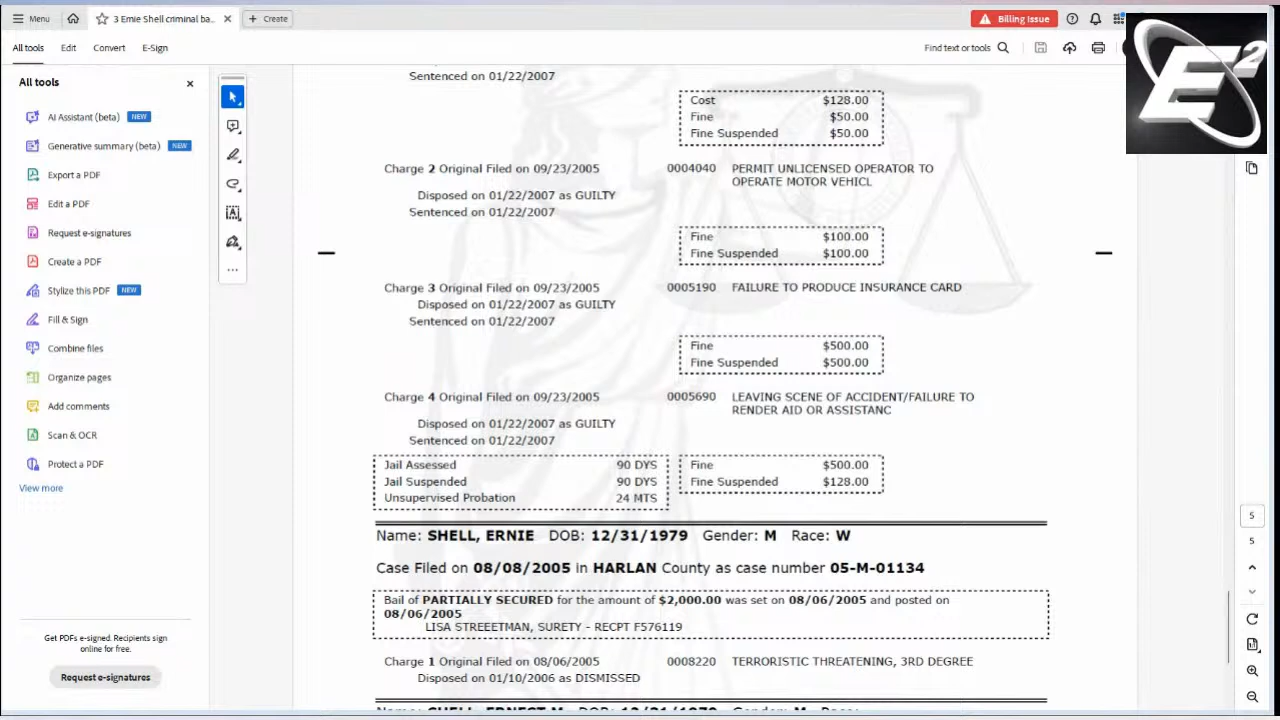 Menu
3 Ernie Shell criminal ba...
Create
Billing Issue
All tools
Edit
Convert
E-Sign
Find text or tools
E2
All tools
AI Assistant (beta) NEW
Generative summary (beta) NEW
Export a PDF
Edit a PDF
Request e-signatures
Create a PDF
Stylize this PDF NEW
Fill & Sign
Combine files
Organize pages
Add comments
Scan & OCR
Protect a PDF
View more
Get PDFs e-signed. Recipients sign
online for free.
Request e-signatures
Sentenced on 01/22/2007
Cost $128.00
Fine $50.00
Fine Suspended $50.00
Charge 2 Original Filed on 09/23/2005 0004040 PERMIT UNLICENSED OPERATOR TO
OPERATE MOTOR VEHICL
Disposed on 01/22/2007 as GUILTY
Sentenced on 01/22/2007
Fine $100.00
Fine Suspended $100.00
Charge 3 Original Filed on 09/23/2005 0005190 FAILURE TO PRODUCE INSURANCE CARD
Disposed on 01/22/2007 as GUILTY
Sentenced on 01/22/2007
Fine $500.00
Fine Suspended $500.00
Charge 4 Original Filed on 09/23/2005 0005690 LEAVING SCENE OF ACCIDENT/FAILURE TO
RENDER AID OR ASSISTANC
Disposed on 01/22/2007 as GUILTY
Sentenced on 01/22/2007
Jail Assessed 90 DYS
Jail Suspended 90 DYS
Unsupervised Probation 24 MTS
Fine $500.00
Fine Suspended $128.00
Name: SHELL, ERNIE DOB: 12/31/1979 Gender: M Race: W
Case Filed on 08/08/2005 in HARLAN County as case number 05-M-01134
Bail of PARTIALLY SECURED for the amount of $2,000.00 was set on 08/06/2005 and posted on
08/06/2005
LISA STREEETMAN, SURETY - RECPT F576119
Charge 1 Original Filed on 08/06/2005 0008220 TERRORISTIC THREATENING, 3RD DEGREE
Disposed on 01/10/2006 as DISMISSED
Name: SHELL, ERNEST M DOB: 12/31/1979 Gender: M Race:
5
5